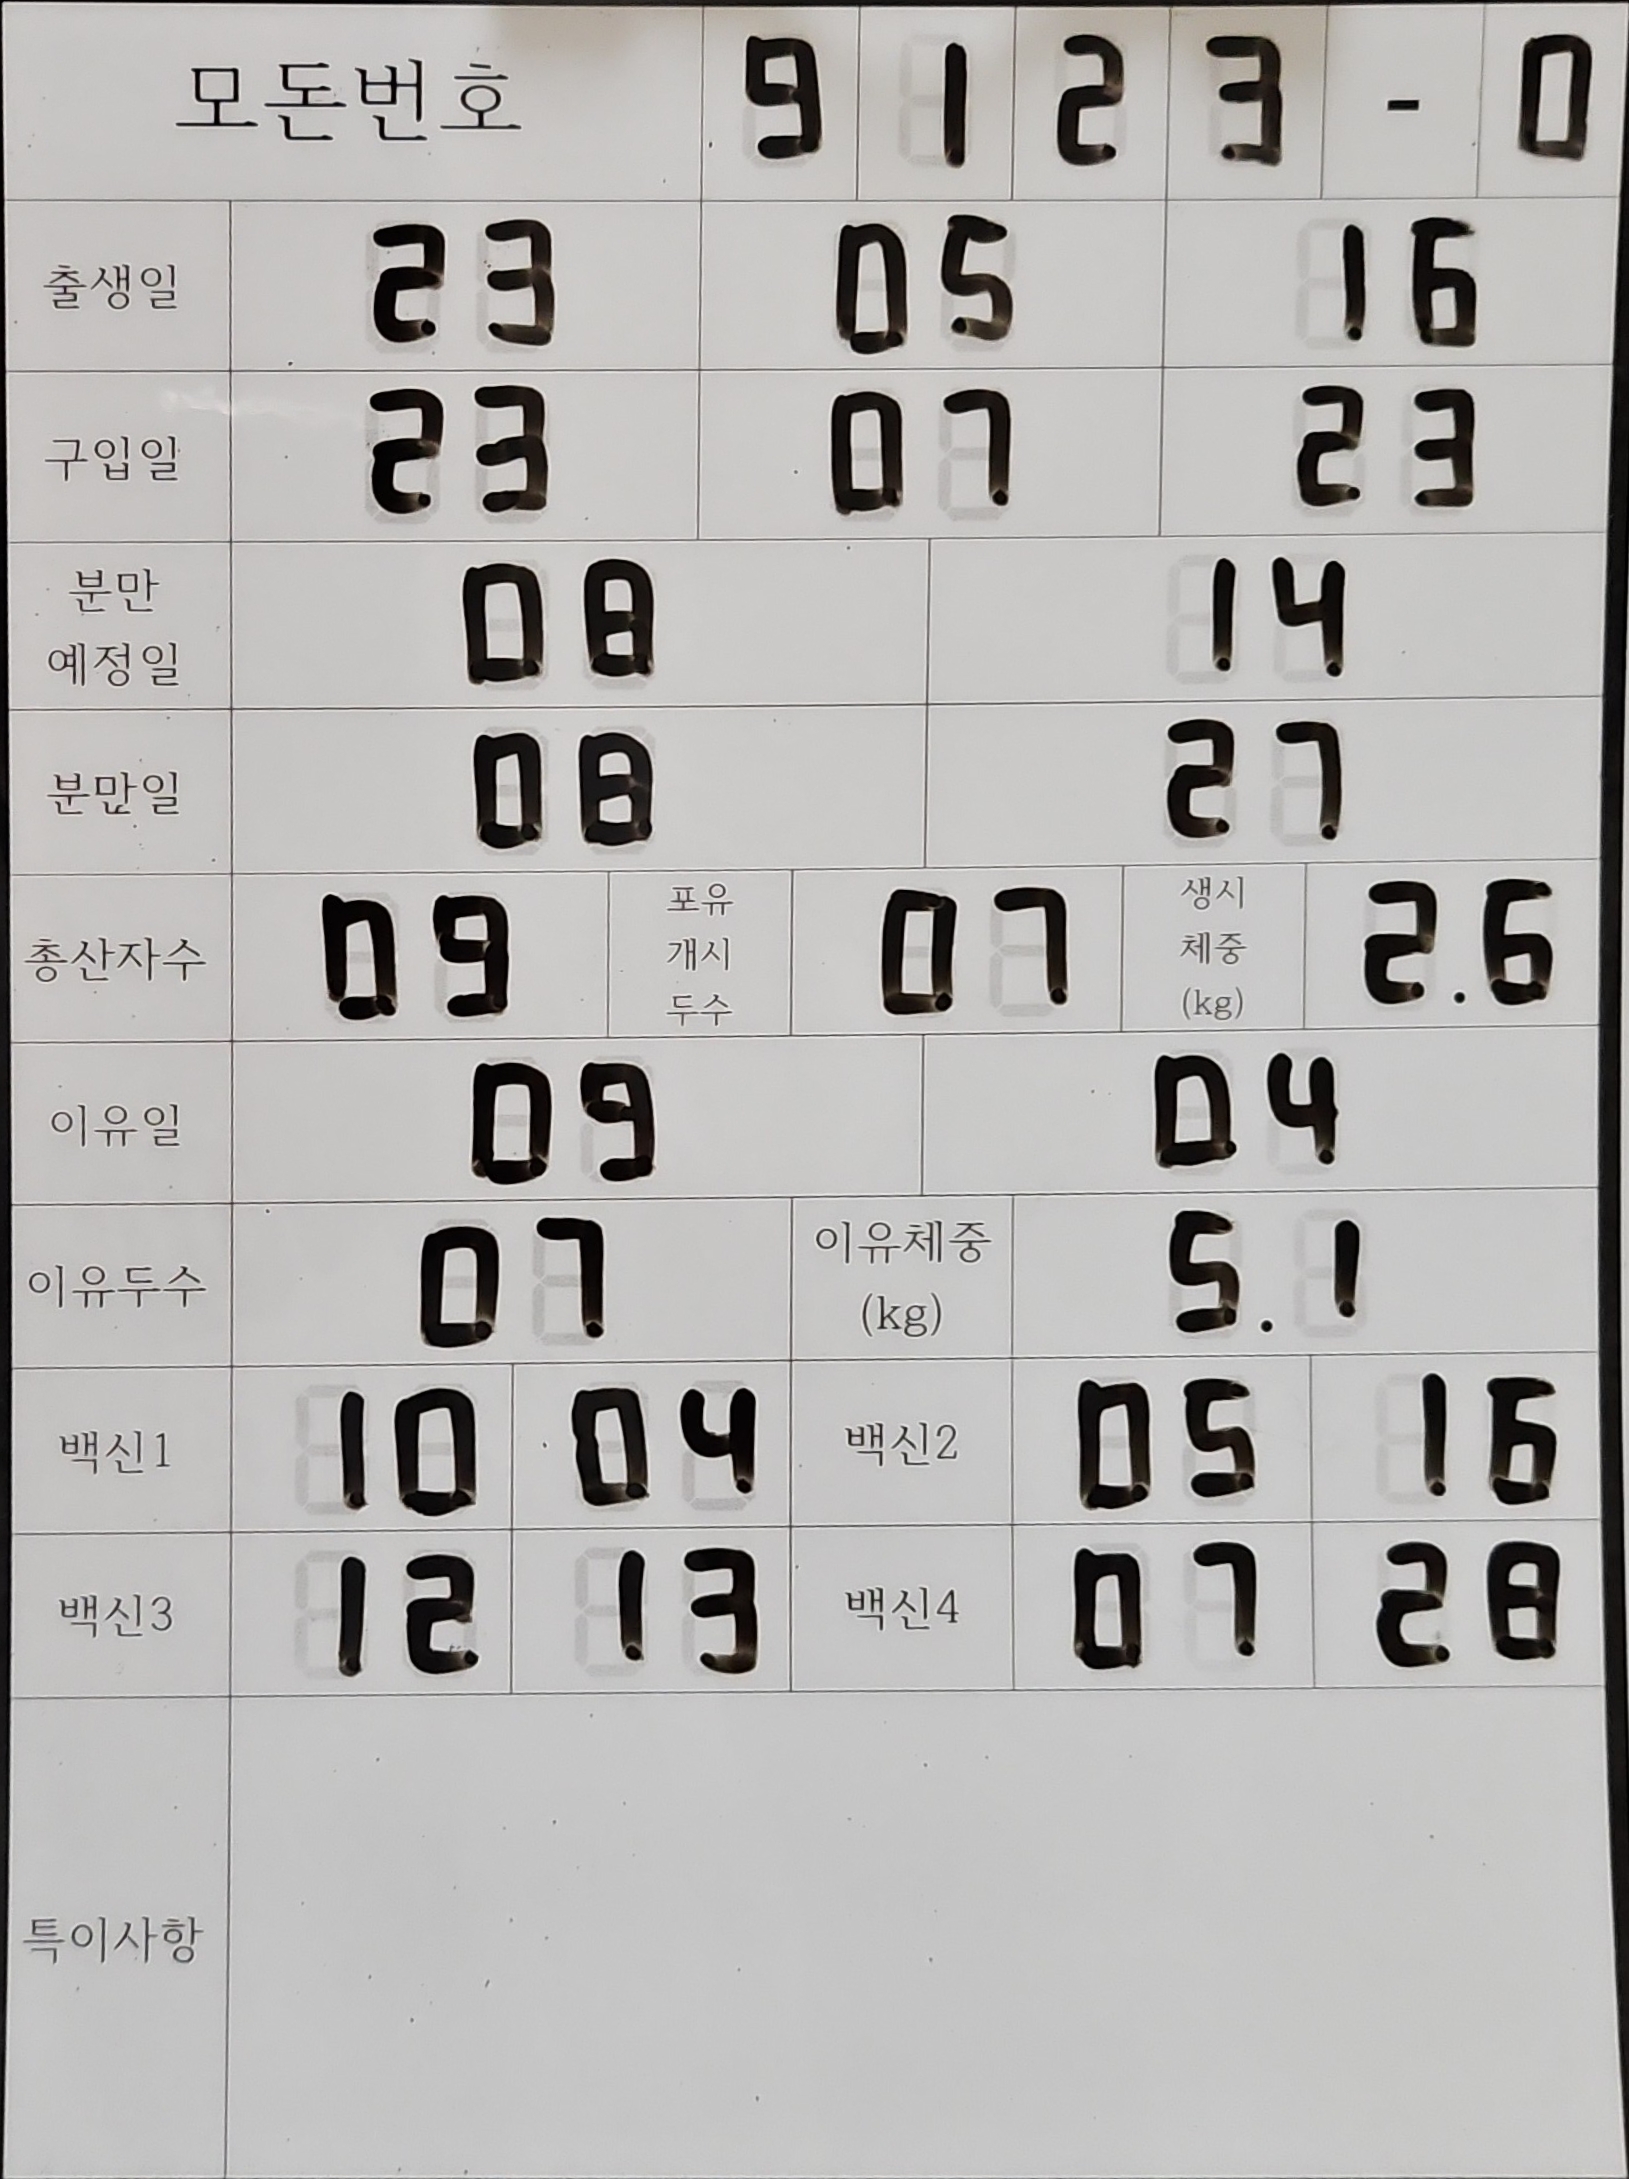 모돈번호 9 1 2 3 - 0
출생일 23 05 16
구입일 23 07 23
분만
예정일 08 14
분만일 08 27
총산자수 09 포유
개시
두수 07 생시
체중
(kg) 2.6
이유일 09 04
이유두수 07 이유체중
(kg) 5.1
백신1 10 04 백신2 05 16
백신3 12 13 백신4 07 28
특이사항